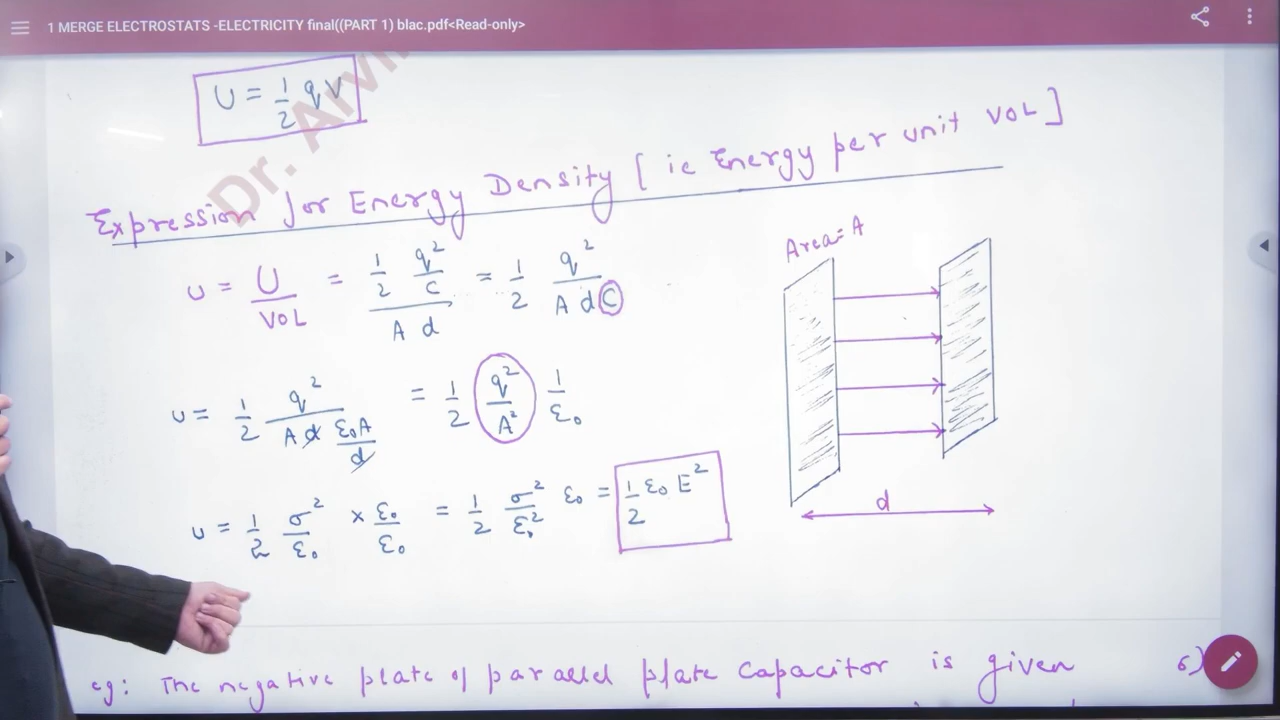 1 MERGE ELECTROSTATS -ELECTRICITY final((PART 1) blac.pdf<Read-only>
U = 1/2 qV
Dr. Arvi
Expression for Energy Density [ ie Energy per unit VOL ]
u = U/VOL = (1/2 q²/C)/(A d) = 1/2 q²/(A d C)
Area = A
u = 1/2 q²/(A d ε₀A/d) = 1/2 q²/A² 1/ε₀
u = 1/2 σ²/ε₀ × ε₀/ε₀ = 1/2 σ²/ε₀² ε₀ = 1/2 ε₀ E²
d
eg: The negative plate of parallel plate capacitor is given 6)